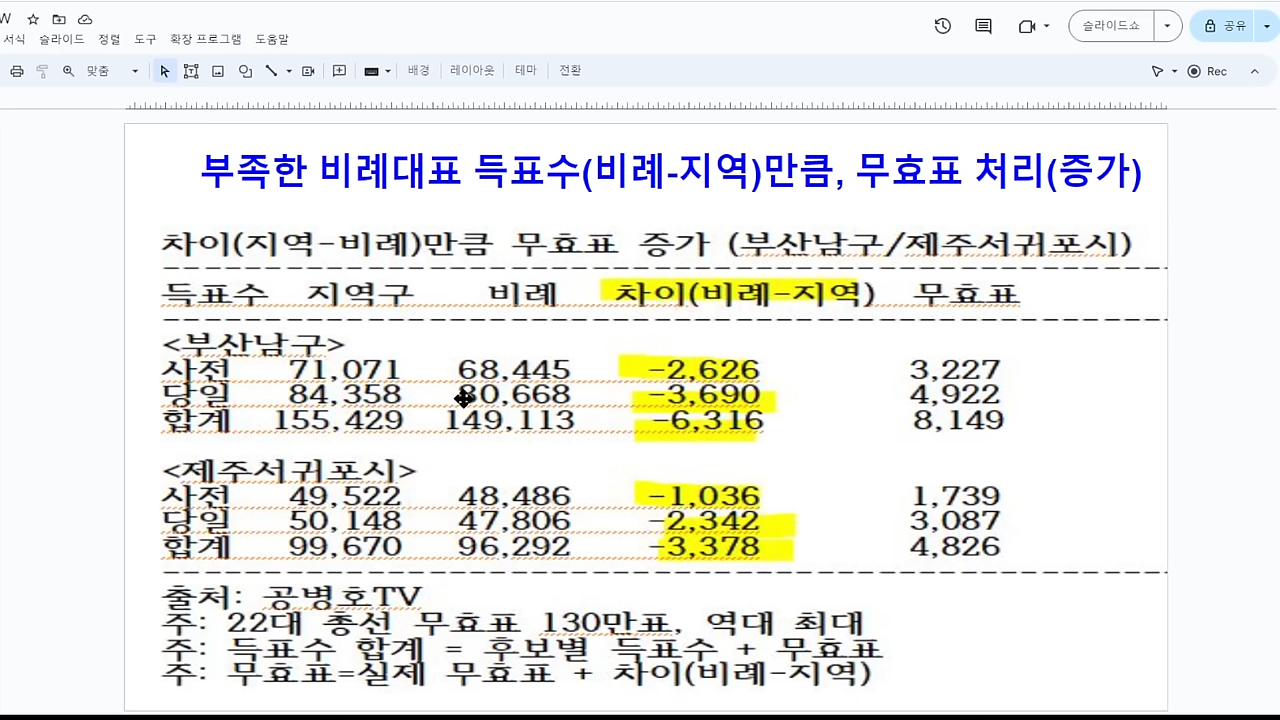 서식 슬라이드 정렬 도구 확장 프로그램 도움말
슬라이드쇼
공유
맞춤
배경 레이아웃 테마 전환
Rec
부족한 비례대표 득표수(비례-지역)만큼, 무효표 처리(증가)
차이(지역-비례)만큼 무효표 증가 (부산남구/제주서귀포시)
득표수 지역구 비례 차이(비례-지역) 무효표
<부산남구>
사전 71,071 68,445 -2,626 3,227
당일 84,358 80,668 -3,690 4,922
합계 155,429 149,113 -6,316 8,149
<제주서귀포시>
사전 49,522 48,486 -1,036 1,739
당일 50,148 47,806 -2,342 3,087
합계 99,670 96,292 -3,378 4,826
출처: 공병호TV
주: 22대 총선 무효표 130만표, 역대 최대
주: 득표수 합계 = 후보별 득표수 + 무효표
주: 무효표=실제 무효표 + 차이(비례-지역)